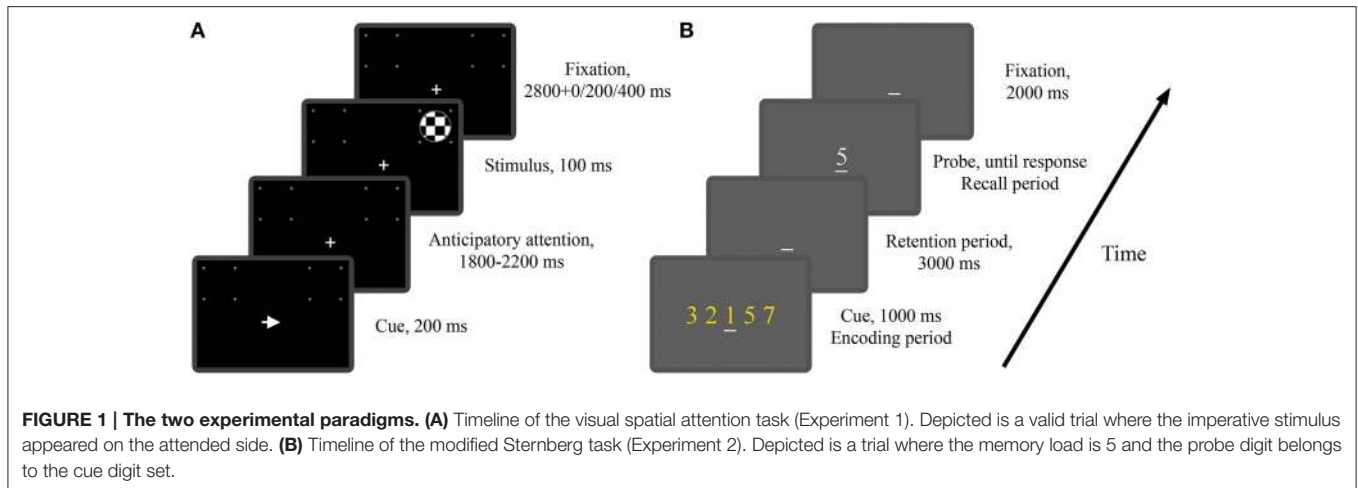 A
Fixation,
2800+0/200/400 ms
Stimulus, 100 ms
Anticipatory attention,
1800-2200 ms
Cue, 200 ms
B
Fixation,
2000 ms
5
Probe, until response
Recall period
Retention period,
3000 ms
3 2 1 5 7
Cue, 1000 ms
Encoding period
Time
FIGURE 1 | The two experimental paradigms. (A) Timeline of the visual spatial attention task (Experiment 1). Depicted is a valid trial where the imperative stimulus
appeared on the attended side. (B) Timeline of the modified Sternberg task (Experiment 2). Depicted is a trial where the memory load is 5 and the probe digit belongs
to the cue digit set.